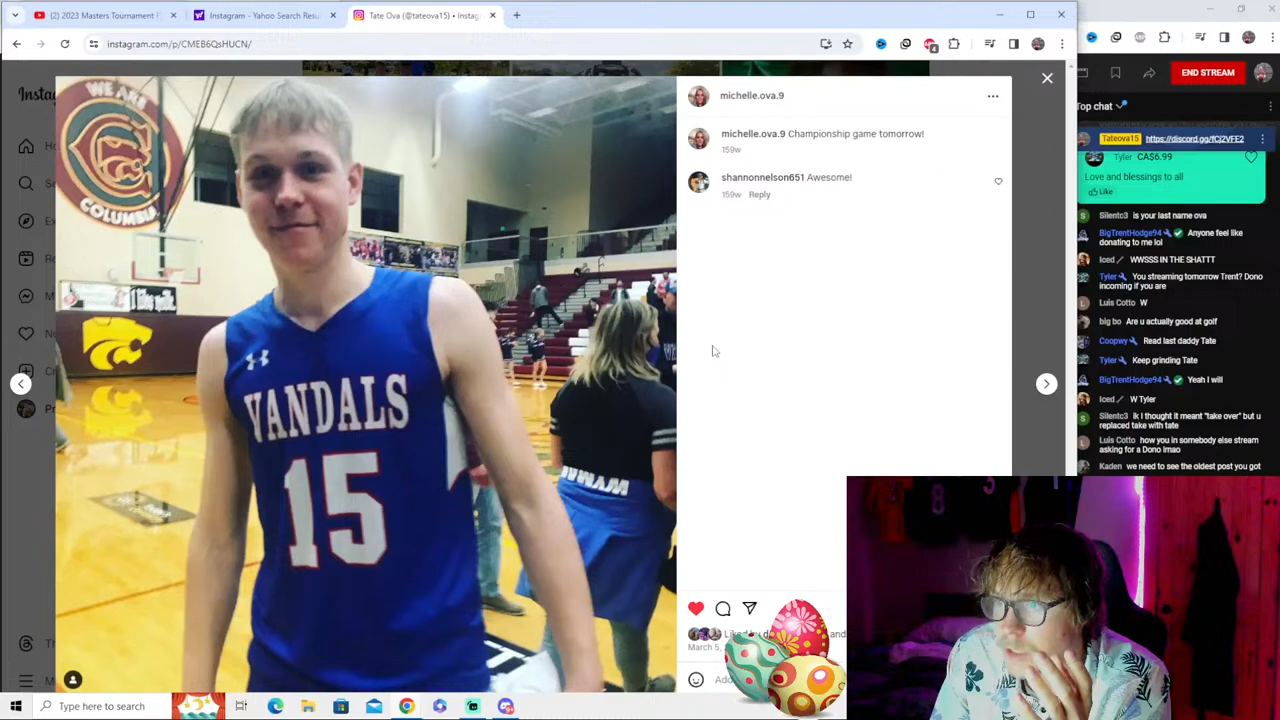 (2) 2023 Masters Tournament F
Instagram - Yahoo Search Resu
Tate Ova (@tateova15) • Instag
instagram.com/p/CMEB6QsHUCN/
4
Instag
END STREAM
Top chat
Tateova15 https://discord.gg/fCj2VFE2
Tyler CA$6.99
Love and blessings to all
Like
Silentc3 is your last name ova
BigTrentHodge94 Anyone feel like
donating to me lol
Iced WWSSS IN THE SHATTT
Tyler You streaming tomorrow Trent? Dono
incoming if you are
Luis Cotto W
big bo Are u actually good at golf
Coopwy Read last daddy Tate
Tyler Keep grinding Tate
BigTrentHodge94 Yeah I will
Iced W Tyler
Silentc3 ik I thought it meant "take over" but u
replaced take with tate
Luis Cotto how you in somebody else stream
asking for a Dono lmao
Kaden we need to see the oldest post you got
michelle.ova.9
michelle.ova.9 Championship game tomorrow!
159w
shannonnelson651 Awesome!
159w Reply
WE ARE
COLUMBIA
VANDALS
15
March 5,
Type here to search